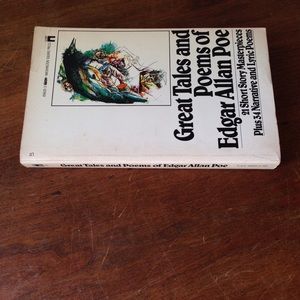 Great Tales and
Poems of
Edgar Allan Poe
21 Short Story Masterpieces
Plus 34 Narrative and Lyric Poems
Great Tales and Poems of Edgar Allan Poe